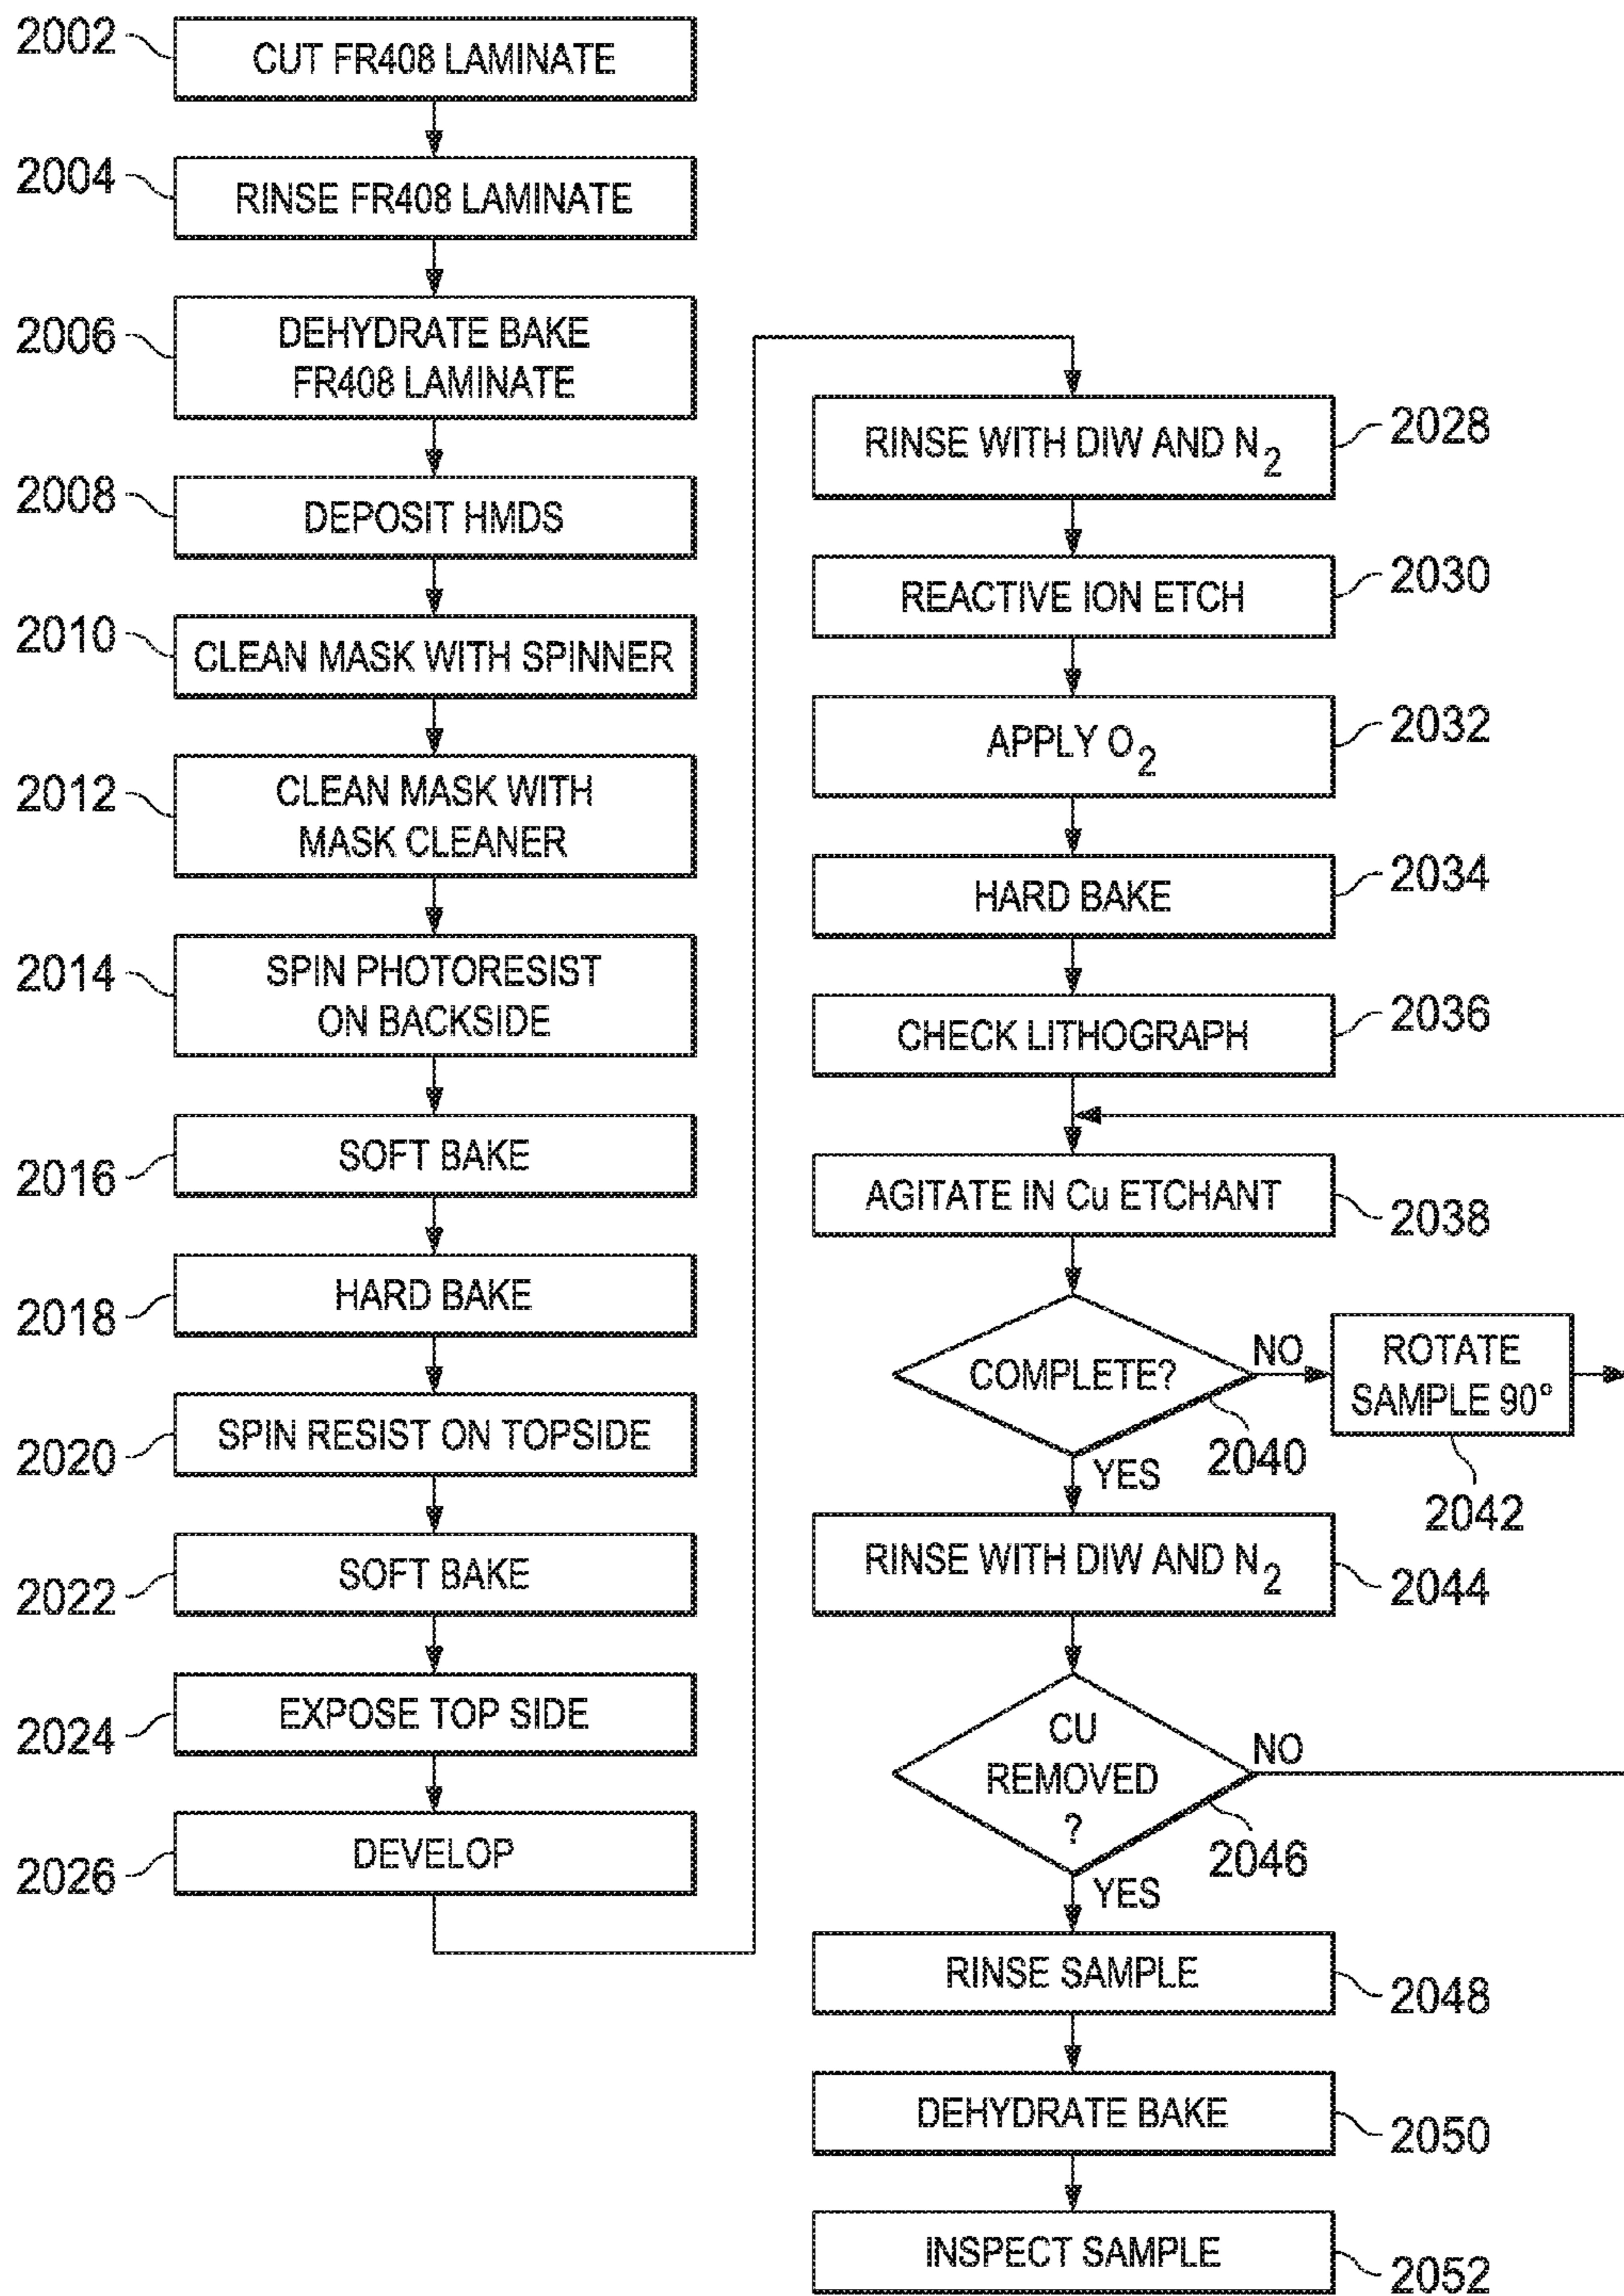 2002
CUT FR408 LAMINATE
2004
RINSE FR408 LAMINATE
2006
DEHYDRATE BAKE
FR408 LAMINATE
2008
DEPOSIT HMDS
2010
CLEAN MASK WITH SPINNER
2012
CLEAN MASK WITH
MASK CLEANER
2014
SPIN PHOTORESIST
ON BACKSIDE
2016
SOFT BAKE
2018
HARD BAKE
2020
SPIN RESIST ON TOPSIDE
2022
SOFT BAKE
2024
EXPOSE TOP SIDE
2026
DEVELOP
RINSE WITH DIW AND N2
2028
REACTIVE ION ETCH
2030
APPLY O2
2032
HARD BAKE
2034
CHECK LITHOGRAPH
2036
AGITATE IN Cu ETCHANT
2038
COMPLETE?
2040
NO
YES
ROTATE
SAMPLE 90°
2042
RINSE WITH DIW AND N2
2044
CU
REMOVED
?
2046
NO
YES
RINSE SAMPLE
2048
DEHYDRATE BAKE
2050
INSPECT SAMPLE
2052